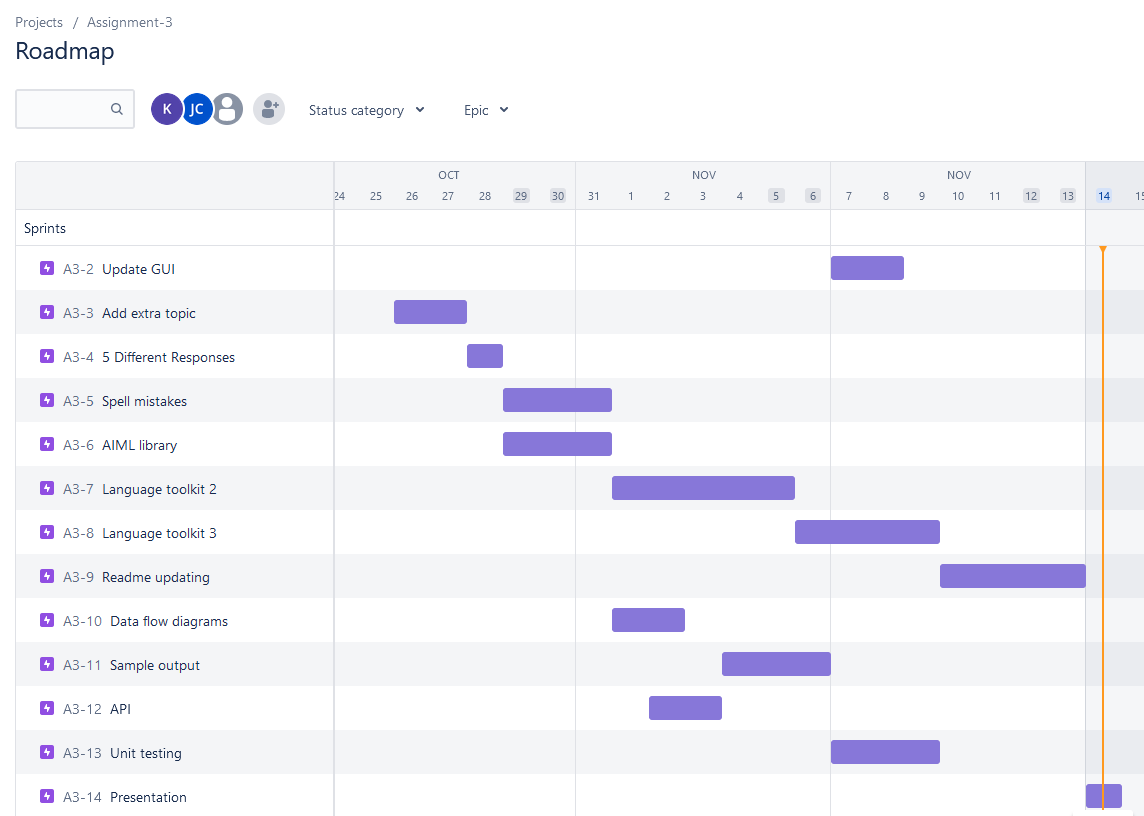 Projects / Assignment-3
Roadmap
K JC Status category Epic
OCT NOV NOV
24 25 26 27 28 29 30 31 1 2 3 4 5 6 7 8 9 10 11 12 13 14 15
Sprints
A3-2 Update GUI
A3-3 Add extra topic
A3-4 5 Different Responses
A3-5 Spell mistakes
A3-6 AIML library
A3-7 Language toolkit 2
A3-8 Language toolkit 3
A3-9 Readme updating
A3-10 Data flow diagrams
A3-11 Sample output
A3-12 API
A3-13 Unit testing
A3-14 Presentation